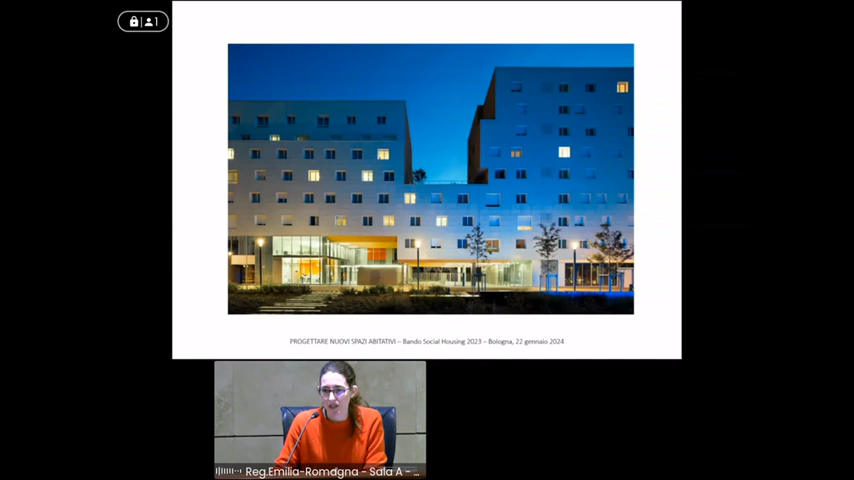 1
PROGETTARE NUOVI SPAZI ABITATIVI – Bando Social Housing 2023 – Bologna, 22 gennaio 2024
Reg.Emilia-Romagna - Sala A - ...